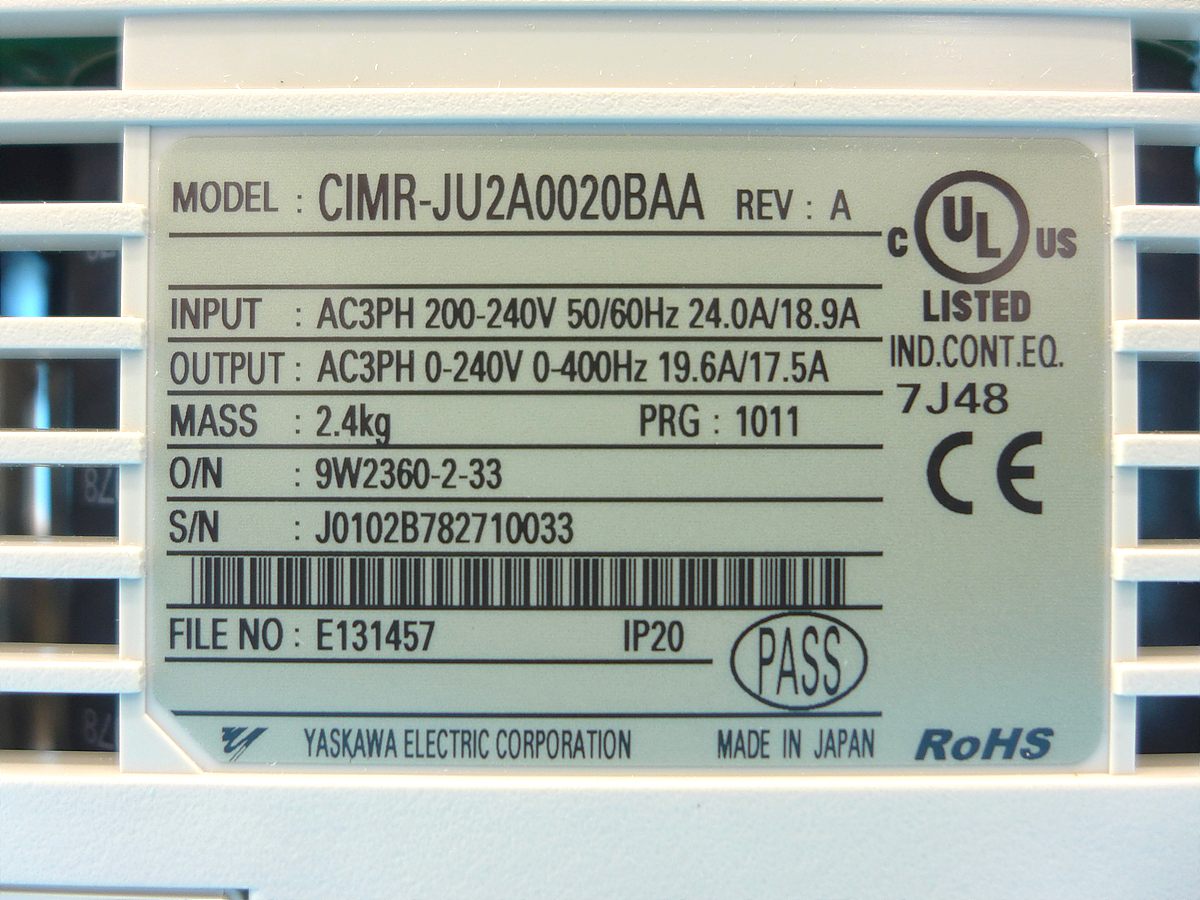 MODEL : CIMR-JU2A0020BAA REV : A
C UL US
LISTED
IND.CONT.EQ.
7J48
CE
INPUT : AC3PH 200-240V 50/60Hz 24.0A/18.9A
OUTPUT : AC3PH 0-240V 0-400Hz 19.6A/17.5A
MASS : 2.4kg PRG : 1011
O/N : 9W2360-2-33
S/N : J0102B782710033
FILE NO : E131457 IP20
PASS
YASKAWA ELECTRIC CORPORATION MADE IN JAPAN
RoHS